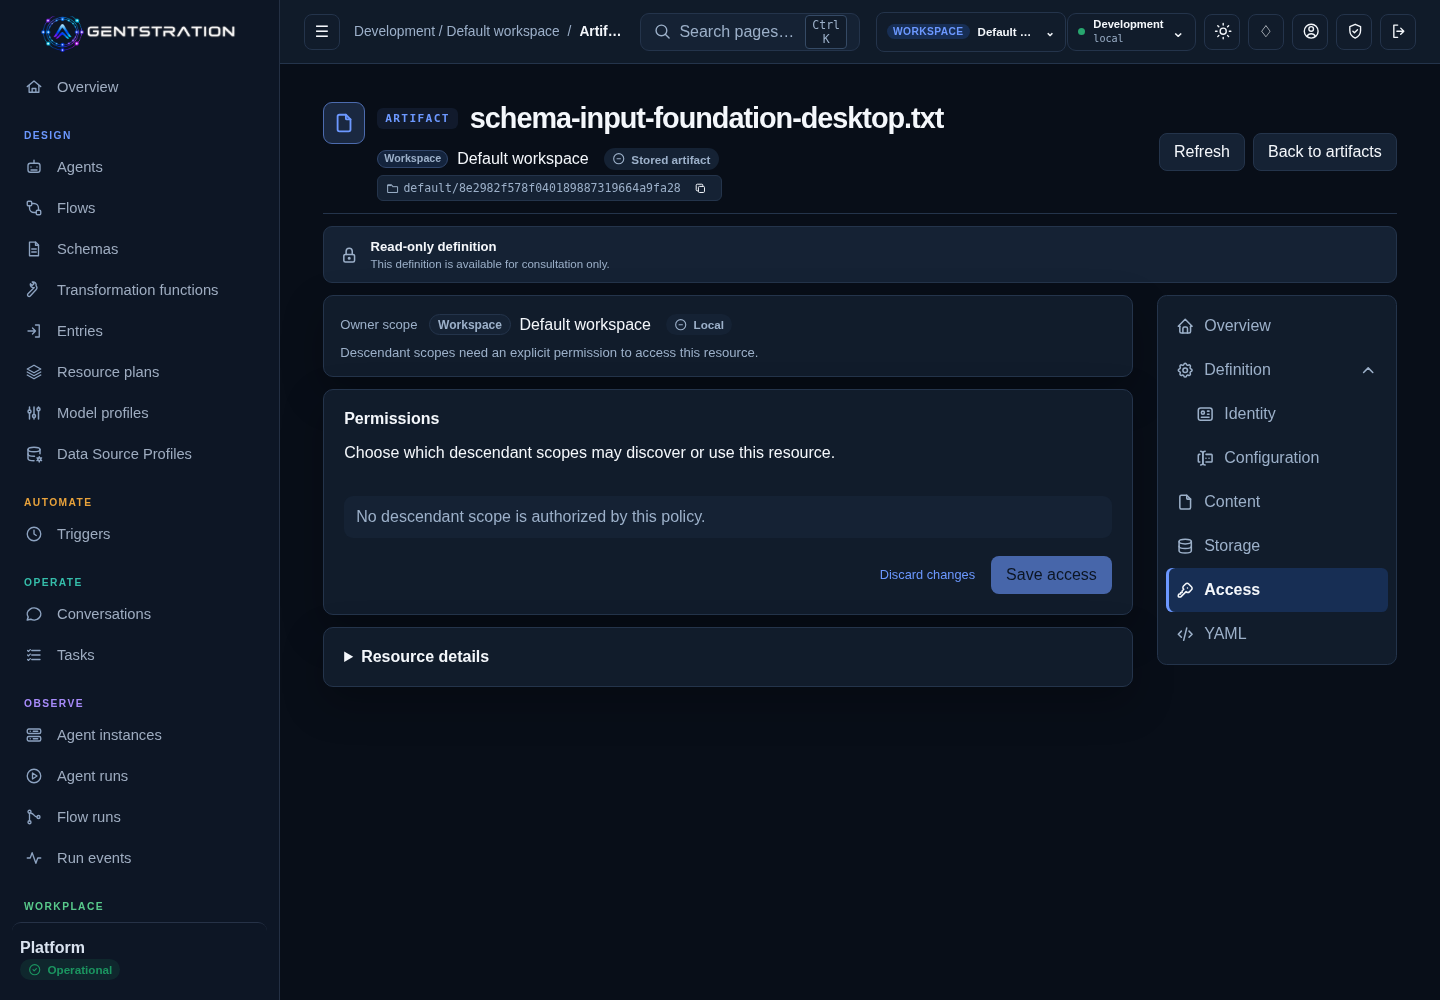 GENTSTRATION
Overview
DESIGN
Agents
Flows
Schemas
Transformation functions
Entries
Resource plans
Model profiles
Data Source Profiles
AUTOMATE
Triggers
OPERATE
Conversations
Tasks
OBSERVE
Agent instances
Agent runs
Flow runs
Run events
WORKPLACE
Platform
Operational
☰ Development / Default workspace / Artif… Search pages… Ctrl K WORKSPACE Default … Development
local
ARTIFACT schema-input-foundation-desktop.txt
Workspace Default workspace Stored artifact
default/8e2982f578f040189887319664a9fa28
Refresh Back to artifacts
Read-only definition
This definition is available for consultation only.
Owner scope Workspace Default workspace Local
Descendant scopes need an explicit permission to access this resource.
Permissions
Choose which descendant scopes may discover or use this resource.
No descendant scope is authorized by this policy.
Discard changes Save access
▶ Resource details
Overview
Definition
Identity
Configuration
Content
Storage
Access
YAML